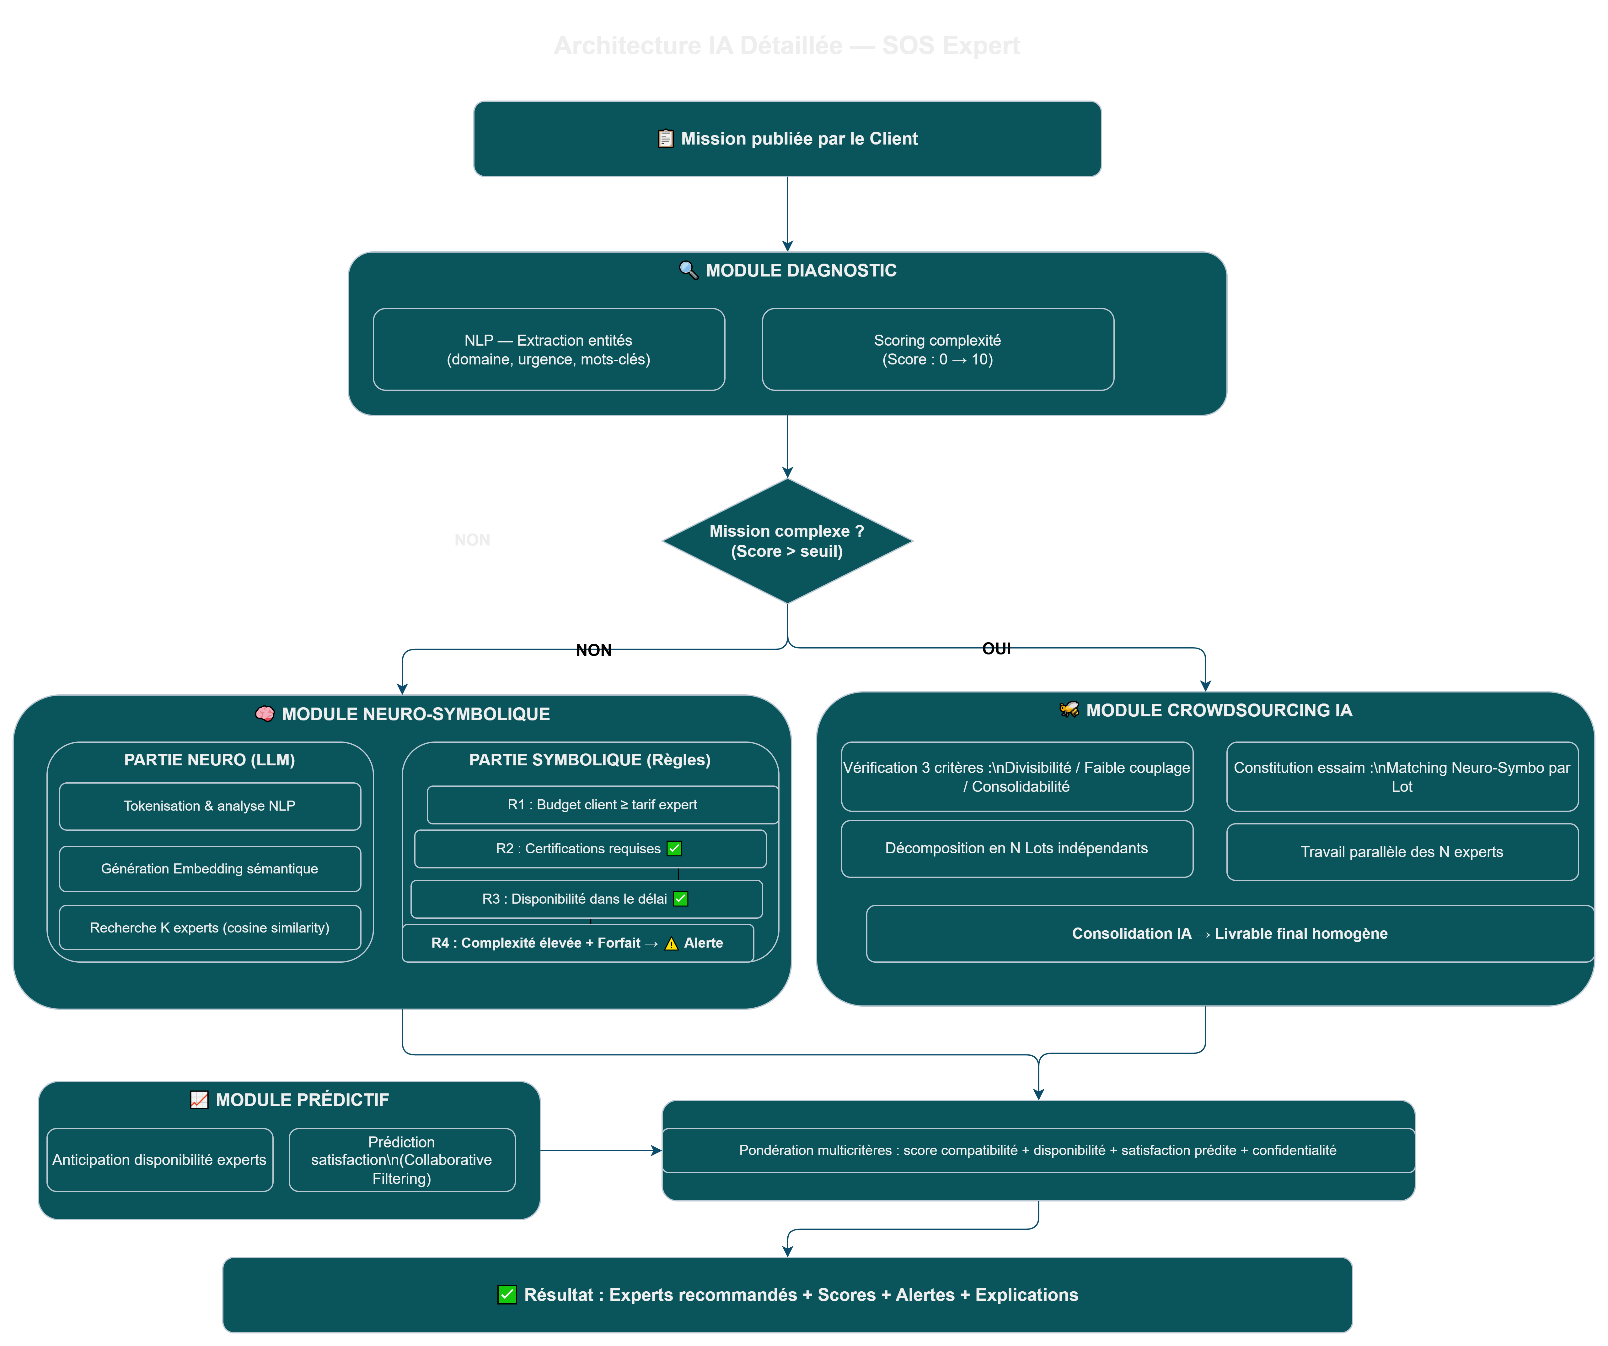 Architecture IA Détaillée — SOS Expert
📋 Mission publiée par le Client
🔍 MODULE DIAGNOSTIC
NLP — Extraction entités
(domaine, urgence, mots-clés)
Scoring complexité
(Score : 0 → 10)
Mission complexe ?
(Score > seuil)
NON
NON
OUI
🧠 MODULE NEURO-SYMBOLIQUE
PARTIE NEURO (LLM)
Tokenisation & analyse NLP
Génération Embedding sémantique
Recherche K experts (cosine similarity)
PARTIE SYMBOLIQUE (Règles)
R1 : Budget client ≥ tarif expert
R2 : Certifications requises ✅
R3 : Disponibilité dans le délai ✅
R4 : Complexité élevée + Forfait → ⚠️ Alerte
🐝 MODULE CROWDSOURCING IA
Vérification 3 critères :\nDivisibilité / Faible couplage
/ Consolidabilité
Constitution essaim :\nMatching Neuro-Symbo par
Lot
Décomposition en N Lots indépendants
Travail parallèle des N experts
Consolidation IA → Livrable final homogène
📈 MODULE PRÉDICTIF
Anticipation disponibilité experts
Prédiction
satisfaction\n(Collaborative
Filtering)
Pondération multicritères : score compatibilité + disponibilité + satisfaction prédite + confidentialité
✅ Résultat : Experts recommandés + Scores + Alertes + Explications